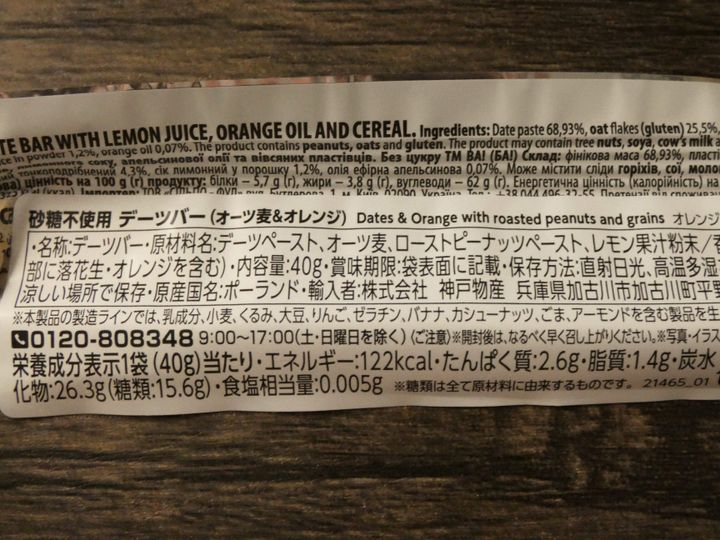 TE BAR WITH LEMON JUICE, ORANGE OIL AND CEREAL. Ingredients: Date paste 68,93%, oat flakes (gluten) 25,5%,
1,2%, orange oil 0,07%. The product contains peanuts, oats and gluten. The product may contain tree nuts, soya, cow's milk a
апельсинової олії та вівсяних пластівців. Без цукру ТМ ВА! (БА!) Склад: фінікова маса 68,93%, пласт
4,3%, сік лимонний у порошку 1,2%, олія ефірна апельсинова 0,07%. Може містити сліди горіхів, сої, моло
цінність на 100 g (г) продукту: білки – 5,7 g (г), жири – 3,8 g (г), вуглеводи – 62 g (г). Енергетична цінність (калорійність) на
砂糖不使用 デーツバー (オーツ麦&オレンジ) Dates & Orange with roasted peanuts and grains オレンジ
・名称:デーツバー・原材料名:デーツペースト、オーツ麦、ローストピーナッツペースト、レモン果汁粉末/香
部に落花生・オレンジを含む)・内容量:40g・賞味期限:袋表面に記載・保存方法:直射日光、高温多湿
涼しい場所で保存・原産国名:ポーランド・輸入者:株式会社 神戸物産 兵庫県加古川市加古川町平野
※本製品の製造ラインでは、乳成分、小麦、くるみ、大豆、りんご、ゼラチン、バナナ、カシューナッツ、ごま、アーモンドを含む製品を生
0120-808348 9:00〜17:00(土・日曜日を除く) 〈ご注意〉※開封後は、なるべく早く召し上がりください。※写真・イラス
栄養成分表示1袋 (40g)当たり・エネルギー:122kcal・たんぱく質:2.6g・脂質:1.4g・炭水
化物:26.3g(糖類:15.6g)・食塩相当量:0.005g ※糖類は全て原材料に由来するものです。 21465_01